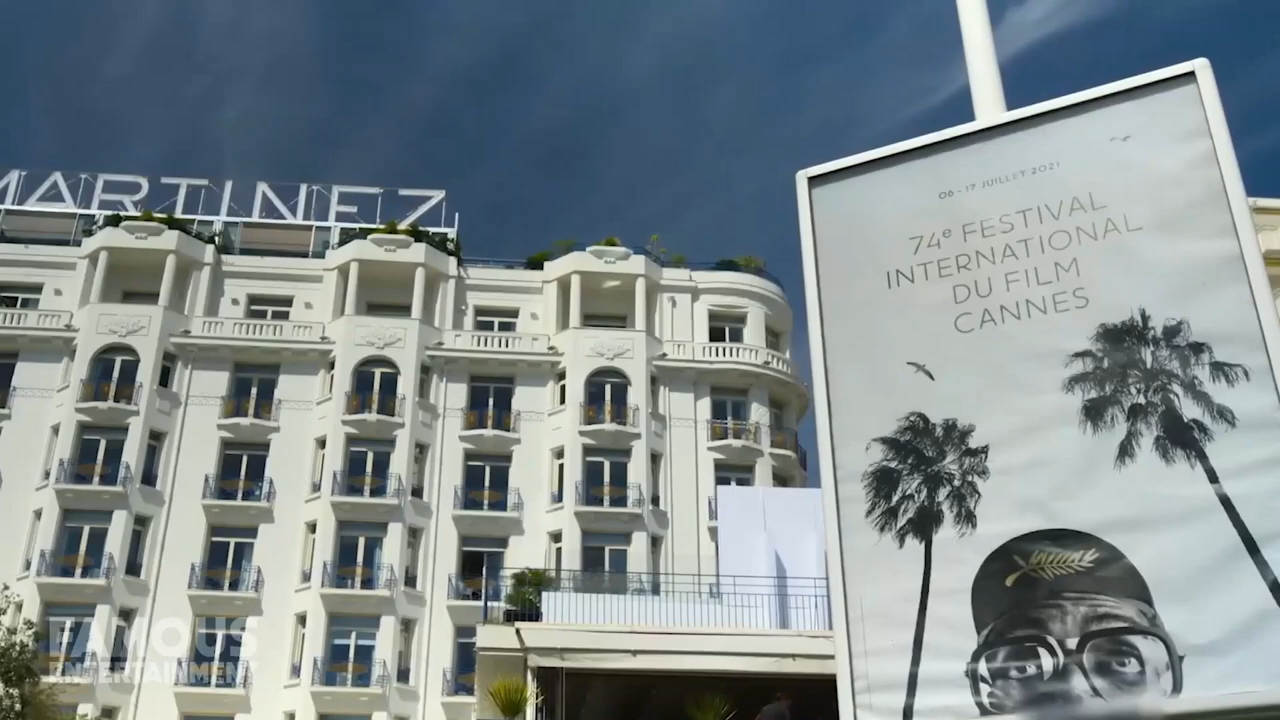 MARTINEZ
06 - 17 JUILLET 2021
74e FESTIVAL
INTERNATIONAL
DU FILM
CANNES
FAMOUS
ENTERTAINMENT